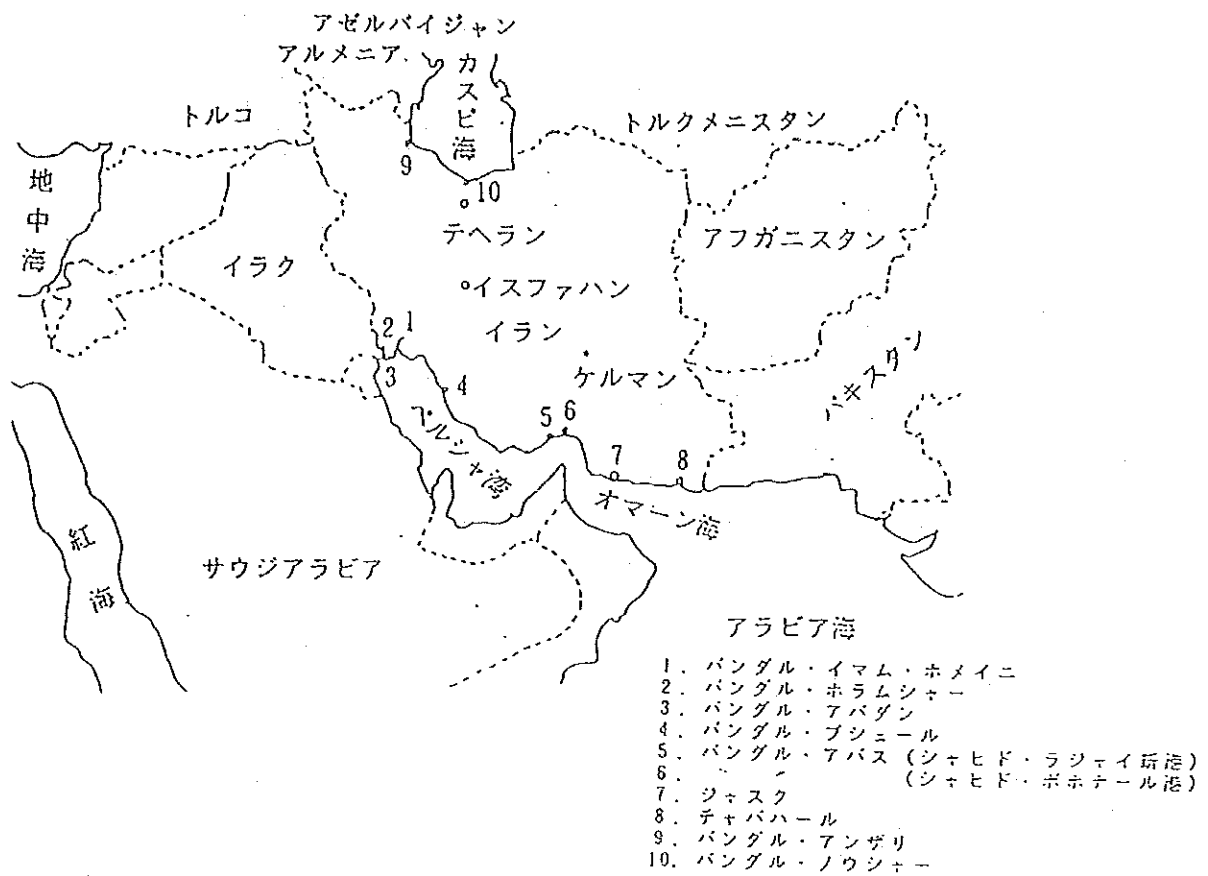 アゼルバイジャン
アルメニア
カスピ海
トルコ
トルクメニスタン
地中海
9
10
テヘラン
アフガニスタン
イラク
イスファハン
イラン
2 1
3
ケルマン
パキスタン
4
ペルシャ湾
5 6
7
8
オマーン海
紅海
サウジアラビア
アラビア海
1. バンダル・イマム・ホメイニ
2. バンダル・ホラムシャー
3. バンダル・アバダン
4. バンダル・ブシェール
5. バンダル・アバス (シャヒド・ラジャイ新港)
6. 〃 〃 (シャヒド・ボホナール港)
7. ジャスク
8. チャバハール
9. バンダル・アンザリ
10. バンダル・ノウシャー